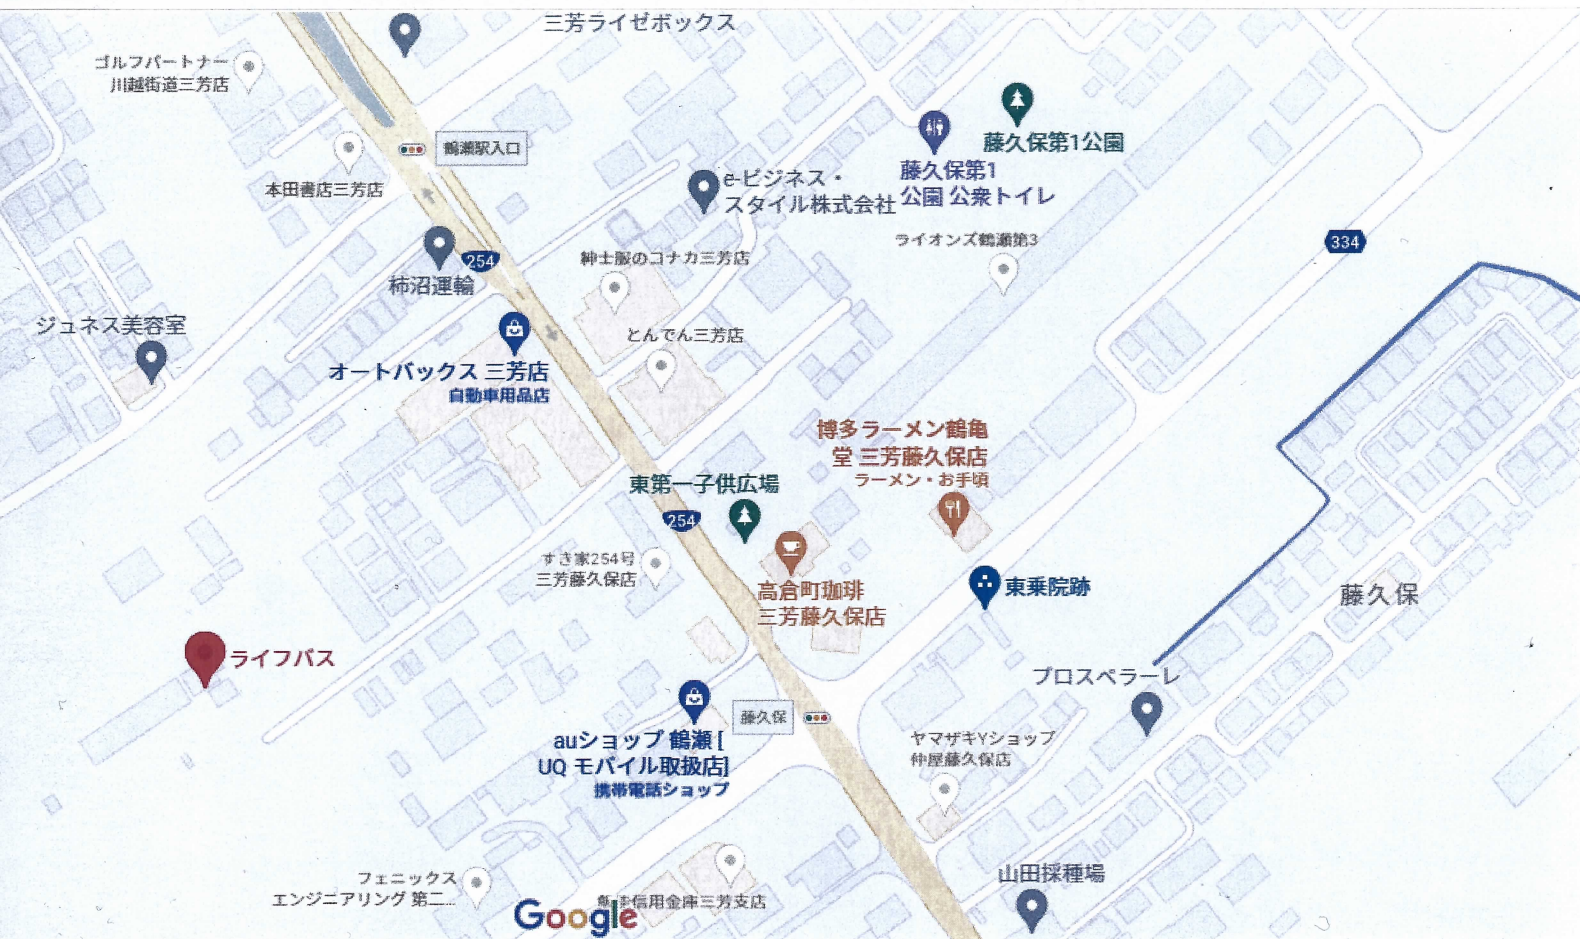 三芳ライゼボックス
ゴルフパートナー
川越街道三芳店
鶴瀬駅入口
本田書店三芳店
藤久保第1公園
藤久保第1
公園 公衆トイレ
e-ビジネス・
スタイル株式会社
ライオンズ鶴瀬第3
334
254
柿沼運輸
紳士服のコナカ三芳店
ジュネス美容室
とんでん三芳店
オートバックス 三芳店
自動車用品店
博多ラーメン鶴亀
堂 三芳藤久保店
ラーメン・お手頃
東第一子供広場
254
すき家254号
三芳藤久保店
高倉町珈琲
三芳藤久保店
東乗院跡
藤久保
ライフバス
プロスペラーレ
藤久保
auショップ 鶴瀬 [
UQ モバイル取扱店]
携帯電話ショップ
ヤマザキYショップ
仲屋藤久保店
フェニックス
エンジニアリング 第二...
信用金庫三芳支店
Google
山田採種場